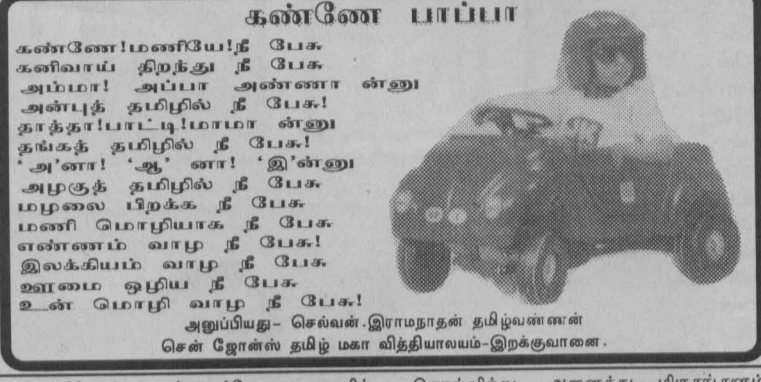 கண்ணே பாப்பா
கண்ணே!மணியே!நீ பேசு
கனிவாய் திறந்து நீ பேசு
அம்மா! அப்பா அண்ணா ன்னு
அன்புத் தமிழில் நீ பேசு!
தாத்தா!பாட்டி!மாமா ன்னு
தங்கத் தமிழில் நீ பேசு!
‘அ’னா! ‘ஆ’ னா! ‘இ’ன்னு
அழகுத் தமிழில் நீ பேசு
மழலை பிறக்க நீ பேசு
மணி மொழியாக நீ பேசு
எண்ணம் வாழ நீ பேசு!
இலக்கியம் வாழ நீ பேசு
ஊமை ஒழிய நீ பேசு
உன் மொழி வாழ நீ பேசு!
அனுப்பியது- செல்வன்.இராமநாதன் தமிழ்வண்ணன்
சென் ஜோன்ஸ் தமிழ் மகா வித்தியாலயம்-இறக்குவானை.